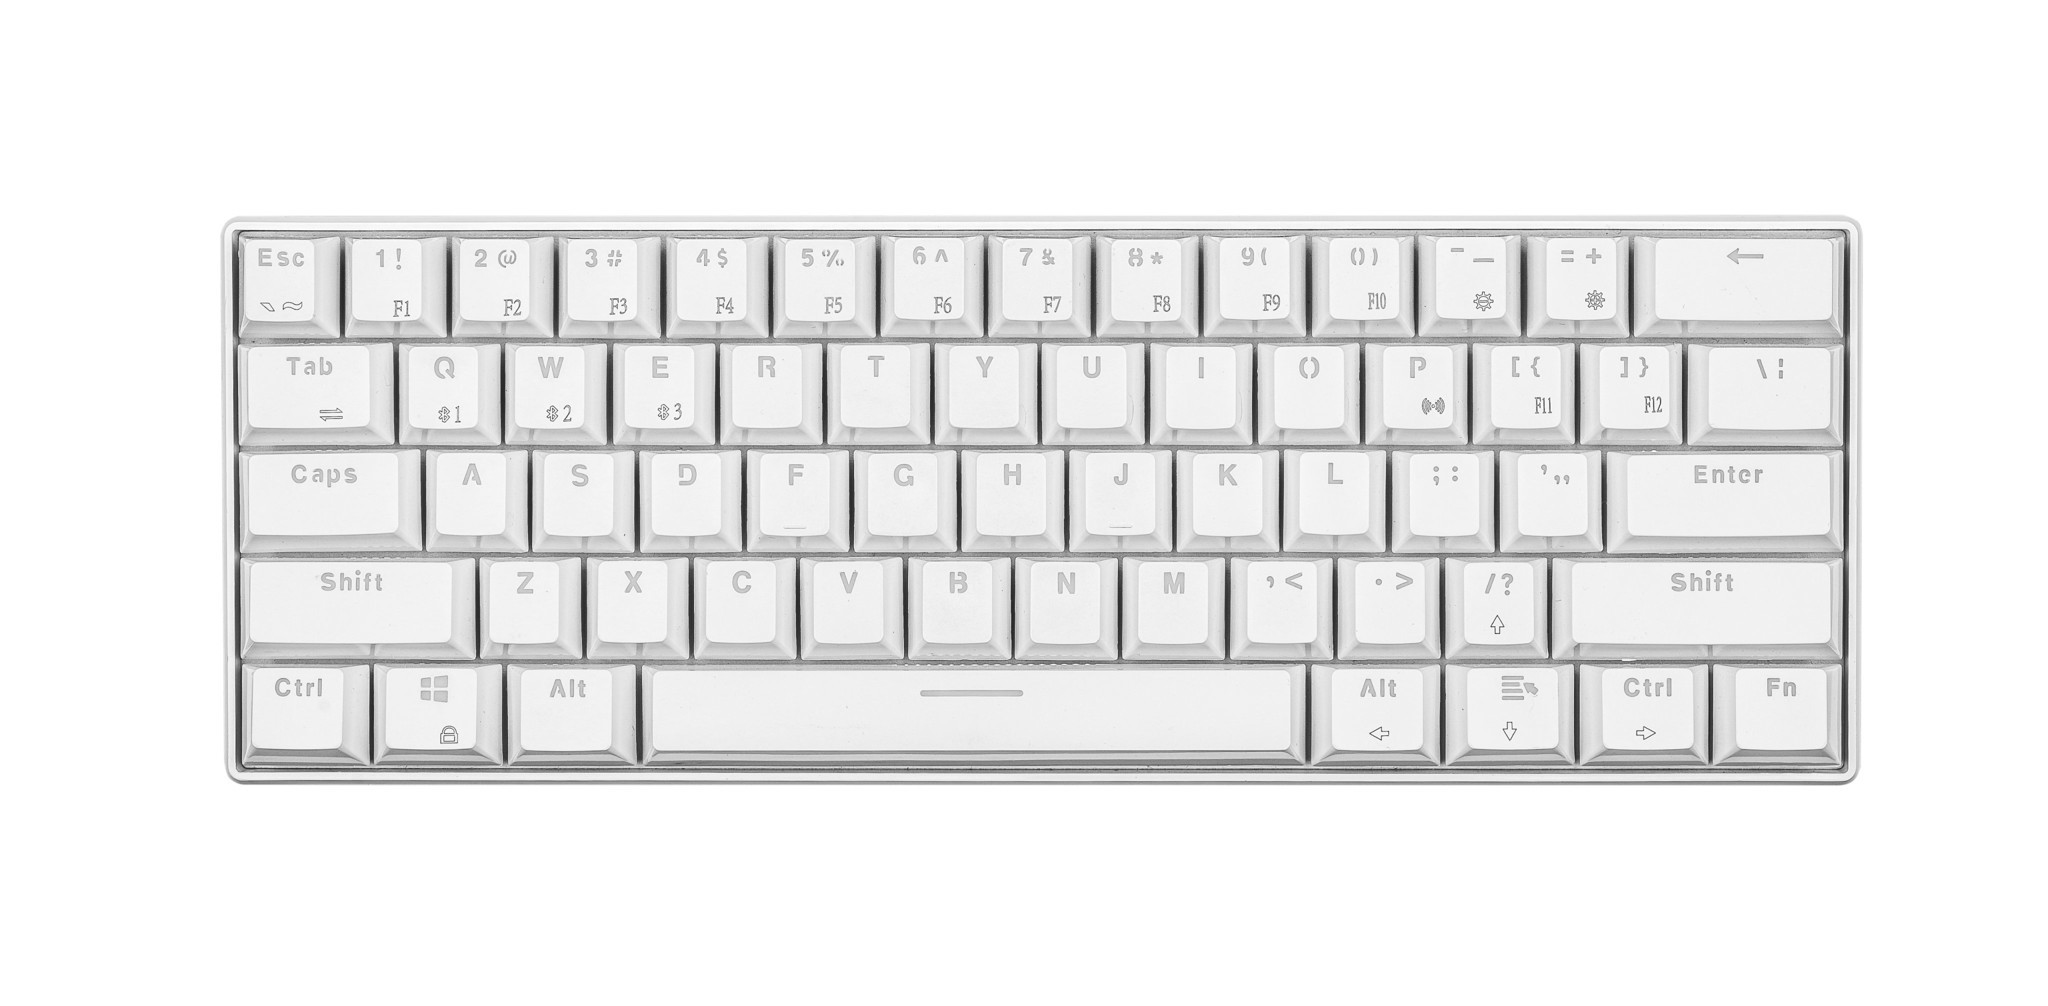 Esc 1! 2@ 3# 4$ 5% 6^ 7& 8* 9( 0) -_ =+ ←
`~ F1 F2 F3 F4 F5 F6 F7 F8 F9 F10
Tab Q W E R T Y U I O P [{ ]} \¦
1 2 3 F11 F12
Caps A S D F G H J K L ;: ',, Enter
Shift Z X C V B N M ,< .> /? Shift
Ctrl Alt Alt Ctrl Fn